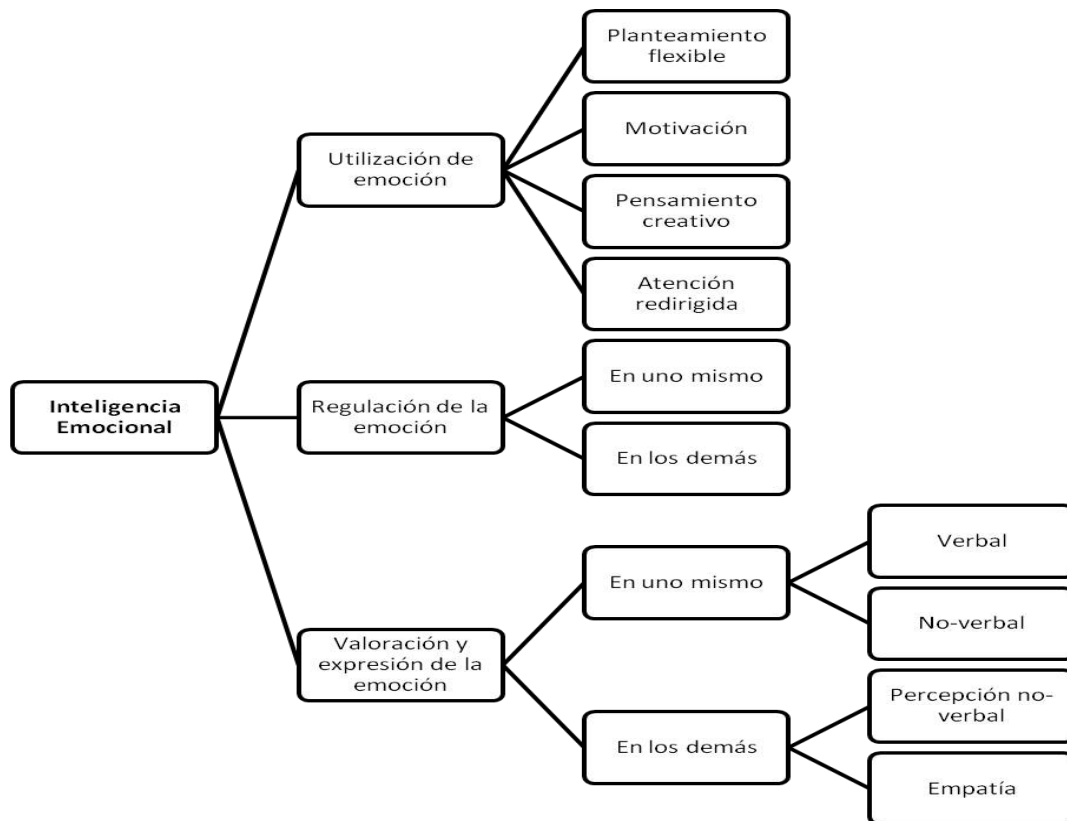 Planteamiento
flexible
Motivación
Utilización de
emoción
Pensamiento
creativo
Atención
redirigida
Inteligencia
Emocional
Regulación de la
emoción
En uno mismo
En los demás
Valoración y
expresión de la
emoción
En uno mismo
Verbal
No-verbal
En los demás
Percepción no-
verbal
Empatía